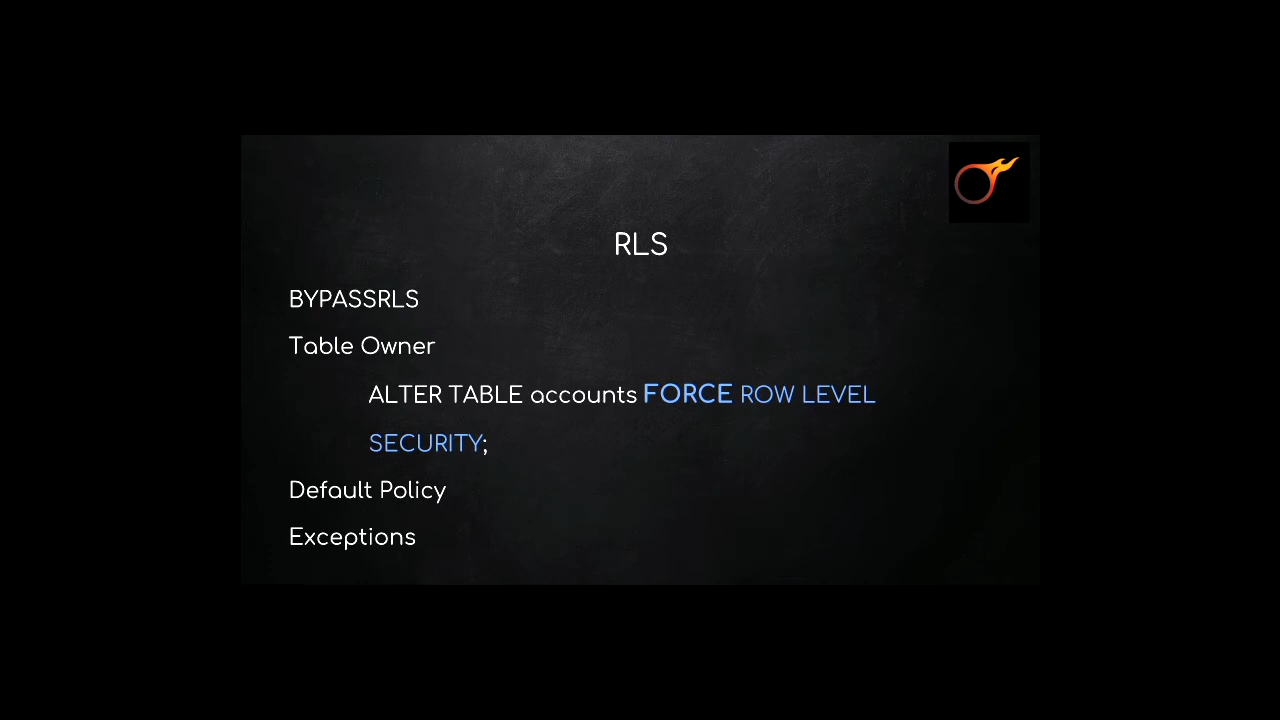 RLS
BYPASSRLS
Table Owner
ALTER TABLE accounts FORCE ROW LEVEL
SECURITY;
Default Policy
Exceptions